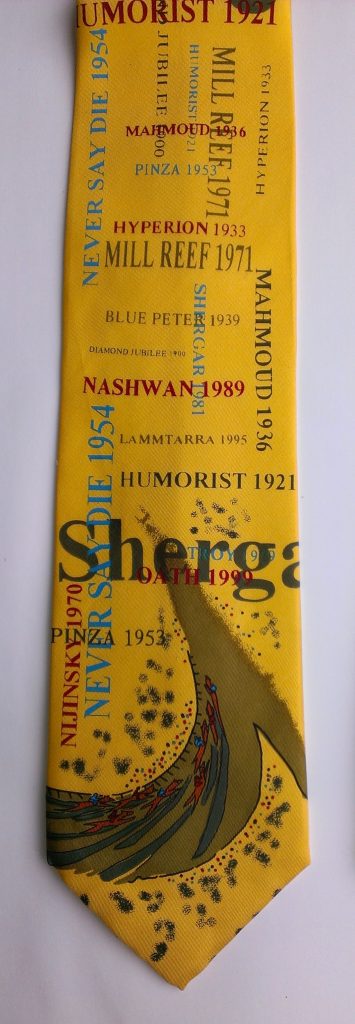 HUMORIST 1921
NEVER SAY DIE 1954
JUBILEE 1900
HUMORIST 1921
MILL REEF 1971
HYPERION 1933
MAHMOUD 1936
PINZA 1953
HYPERION 1933
MILL REEF 1971
MAHMOUD 1936
SHERGAR 1981
BLUE PETER 1939
DIAMOND JUBILEE 1900
NASHWAN 1989
LAMMTARRA 1995
NEVER SAY DIE 1954
HUMORIST 1921
Sherga
TROY 1979
OATH 1999
NIJINSKY 1970
PINZA 1953